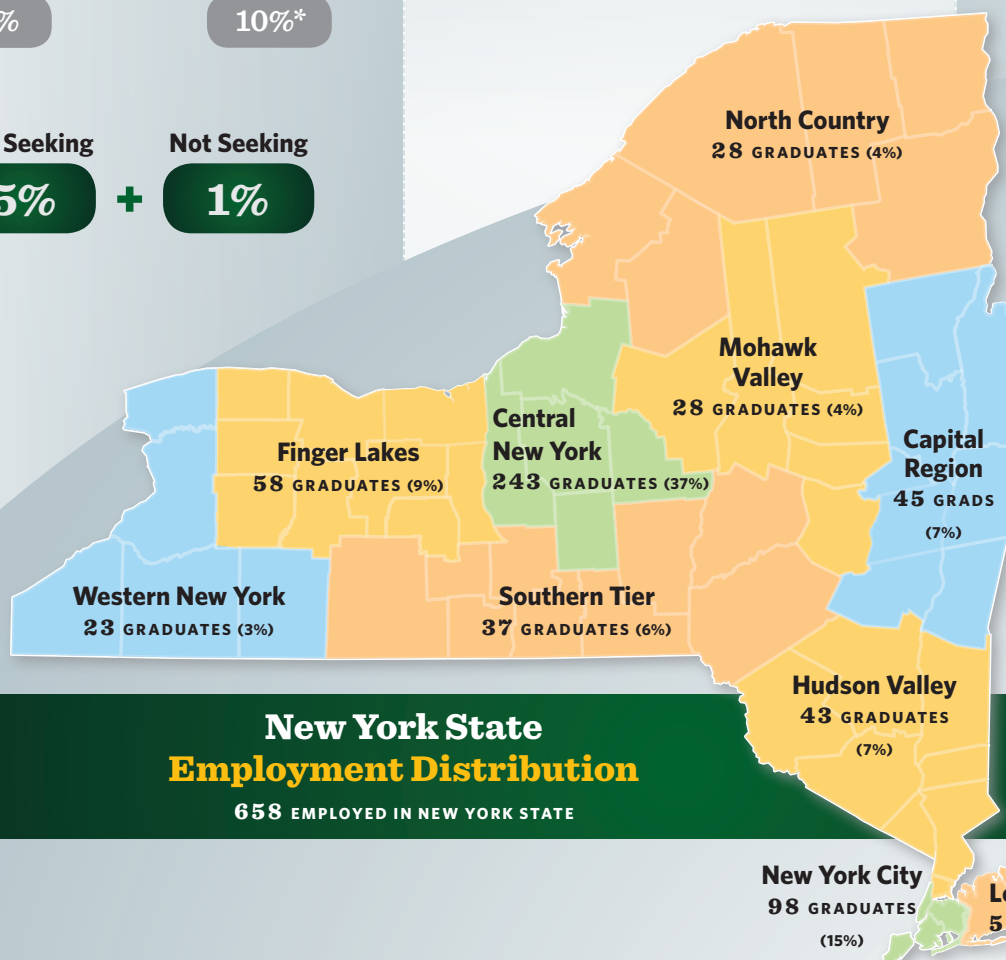 %
10%*
Seeking
Not Seeking
5%
+
1%
North Country
28 GRADUATES (4%)
Mohawk
Valley
28 GRADUATES (4%)
Central
New York
243 GRADUATES (37%)
Capital
Region
45 GRADS
(7%)
Finger Lakes
58 GRADUATES (9%)
Western New York
23 GRADUATES (3%)
Southern Tier
37 GRADUATES (6%)
Hudson Valley
43 GRADUATES
(7%)
New York State
Employment Distribution
658 EMPLOYED IN NEW YORK STATE
New York City
98 GRADUATES
(15%)